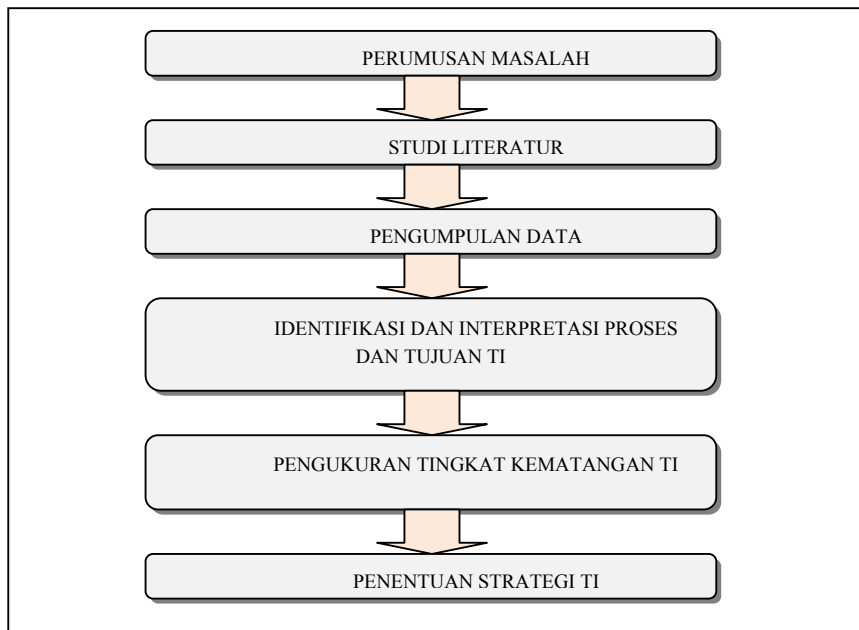 PERUMUSAN MASALAH
STUDI LITERATUR
PENGUMPULAN DATA
IDENTIFIKASI DAN INTERPRETASI PROSES
DAN TUJUAN TI
PENGUKURAN TINGKAT KEMATANGAN TI
PENENTUAN STRATEGI TI